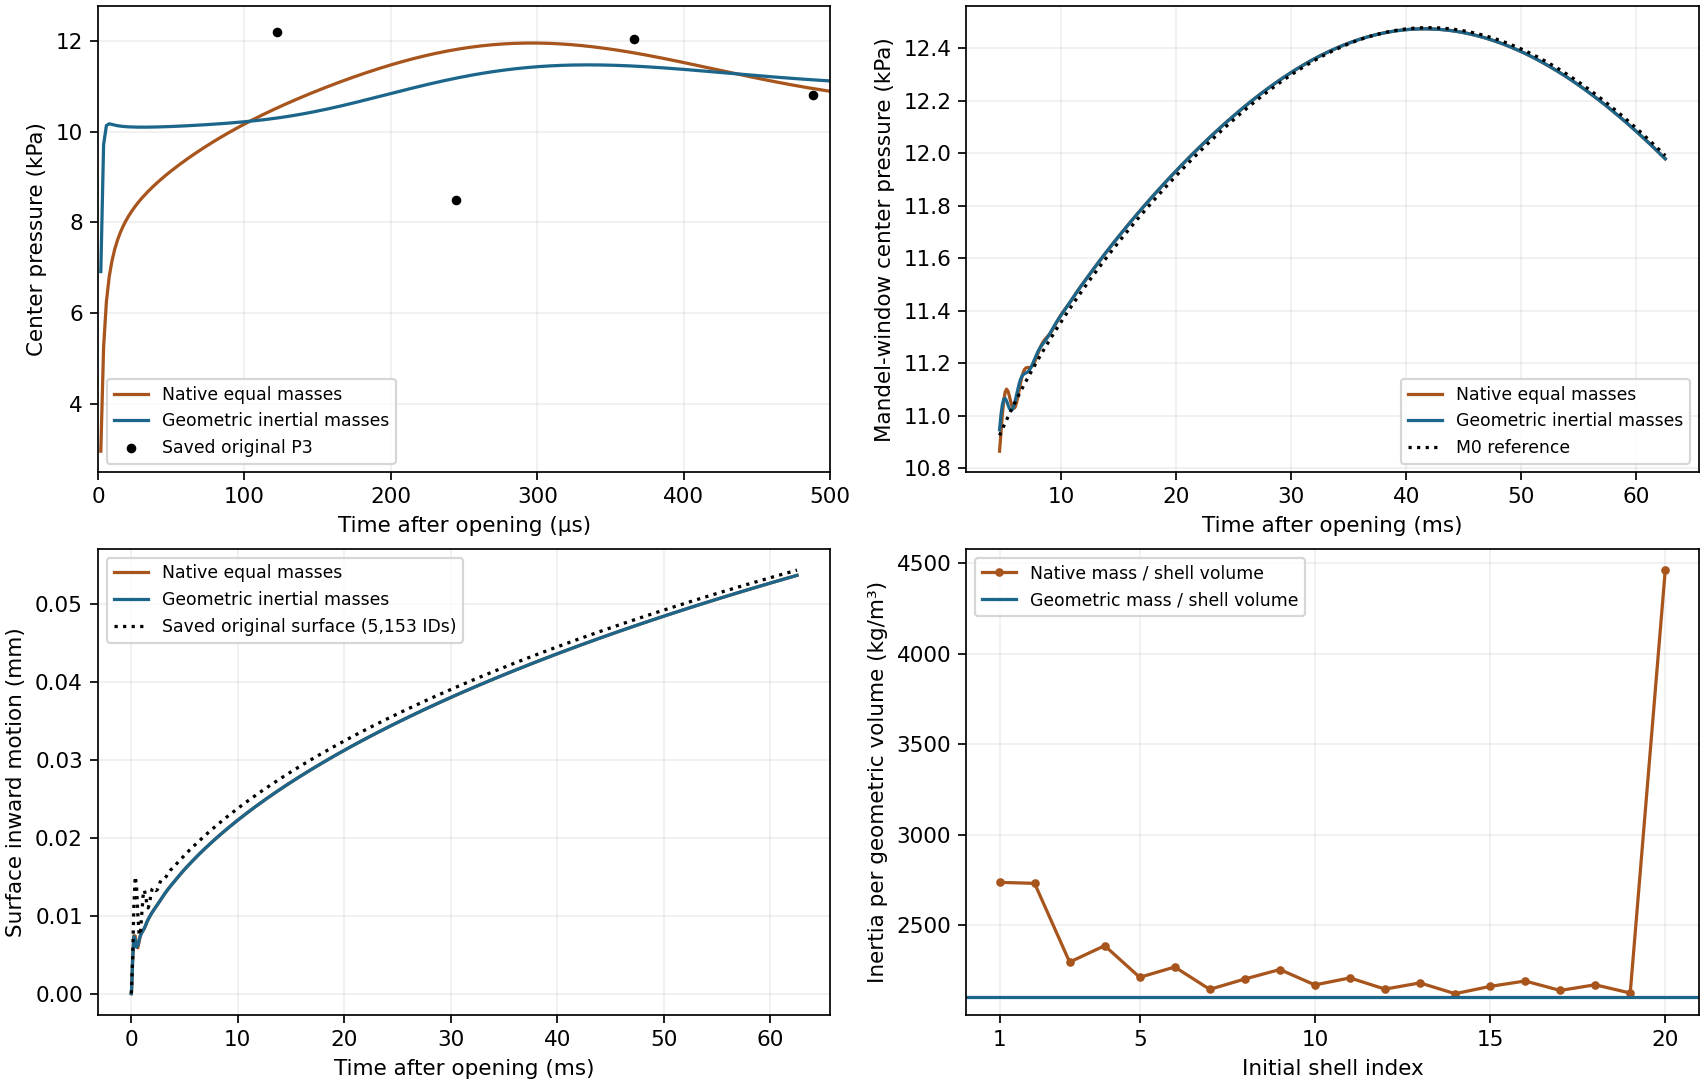 Center pressure (kPa)
12
10
8
6
4
Native equal masses
Geometric inertial masses
Saved original P3
0
100
200
300
400
500
Time after opening (µs)
Mandel-window center pressure (kPa)
12.4
12.2
12.0
11.8
11.6
11.4
11.2
11.0
10.8
Native equal masses
Geometric inertial masses
M0 reference
10
20
30
40
50
60
Time after opening (ms)
Surface inward motion (mm)
0.05
0.04
0.03
0.02
0.01
0.00
Native equal masses
Geometric inertial masses
Saved original surface (5,153 IDs)
0
10
20
30
40
50
60
Time after opening (ms)
Inertia per geometric volume (kg/m³)
4500
4000
3500
3000
2500
Native mass / shell volume
Geometric mass / shell volume
1
5
10
15
20
Initial shell index